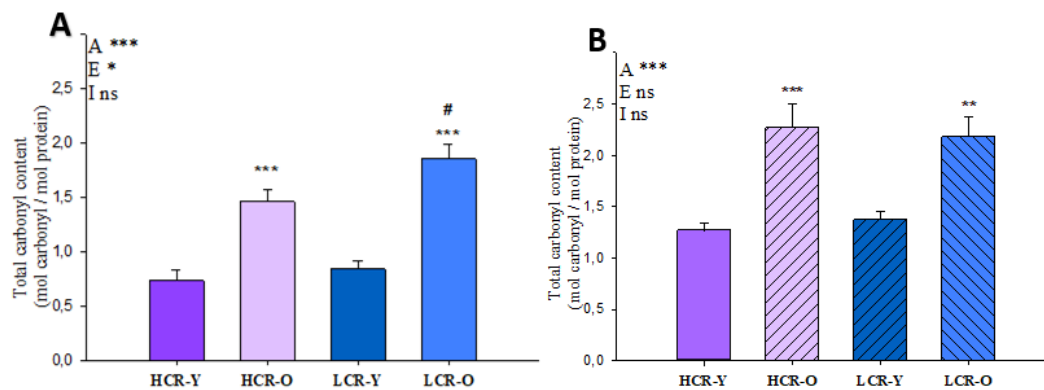 A
A ***
E *
I ns
Total carbonyl content
(mol carbonyl / mol protein)
2,5
2,0
1,5
1,0
0,5
0,0
***
#
***
HCR-Y HCR-O LCR-Y LCR-O
B
A ***
E ns
I ns
Total carbonyl content
(mol carbonyl / mol protein)
2,5
2,0
1,5
1,0
0,5
0,0
***
**
HCR-Y HCR-O LCR-Y LCR-O